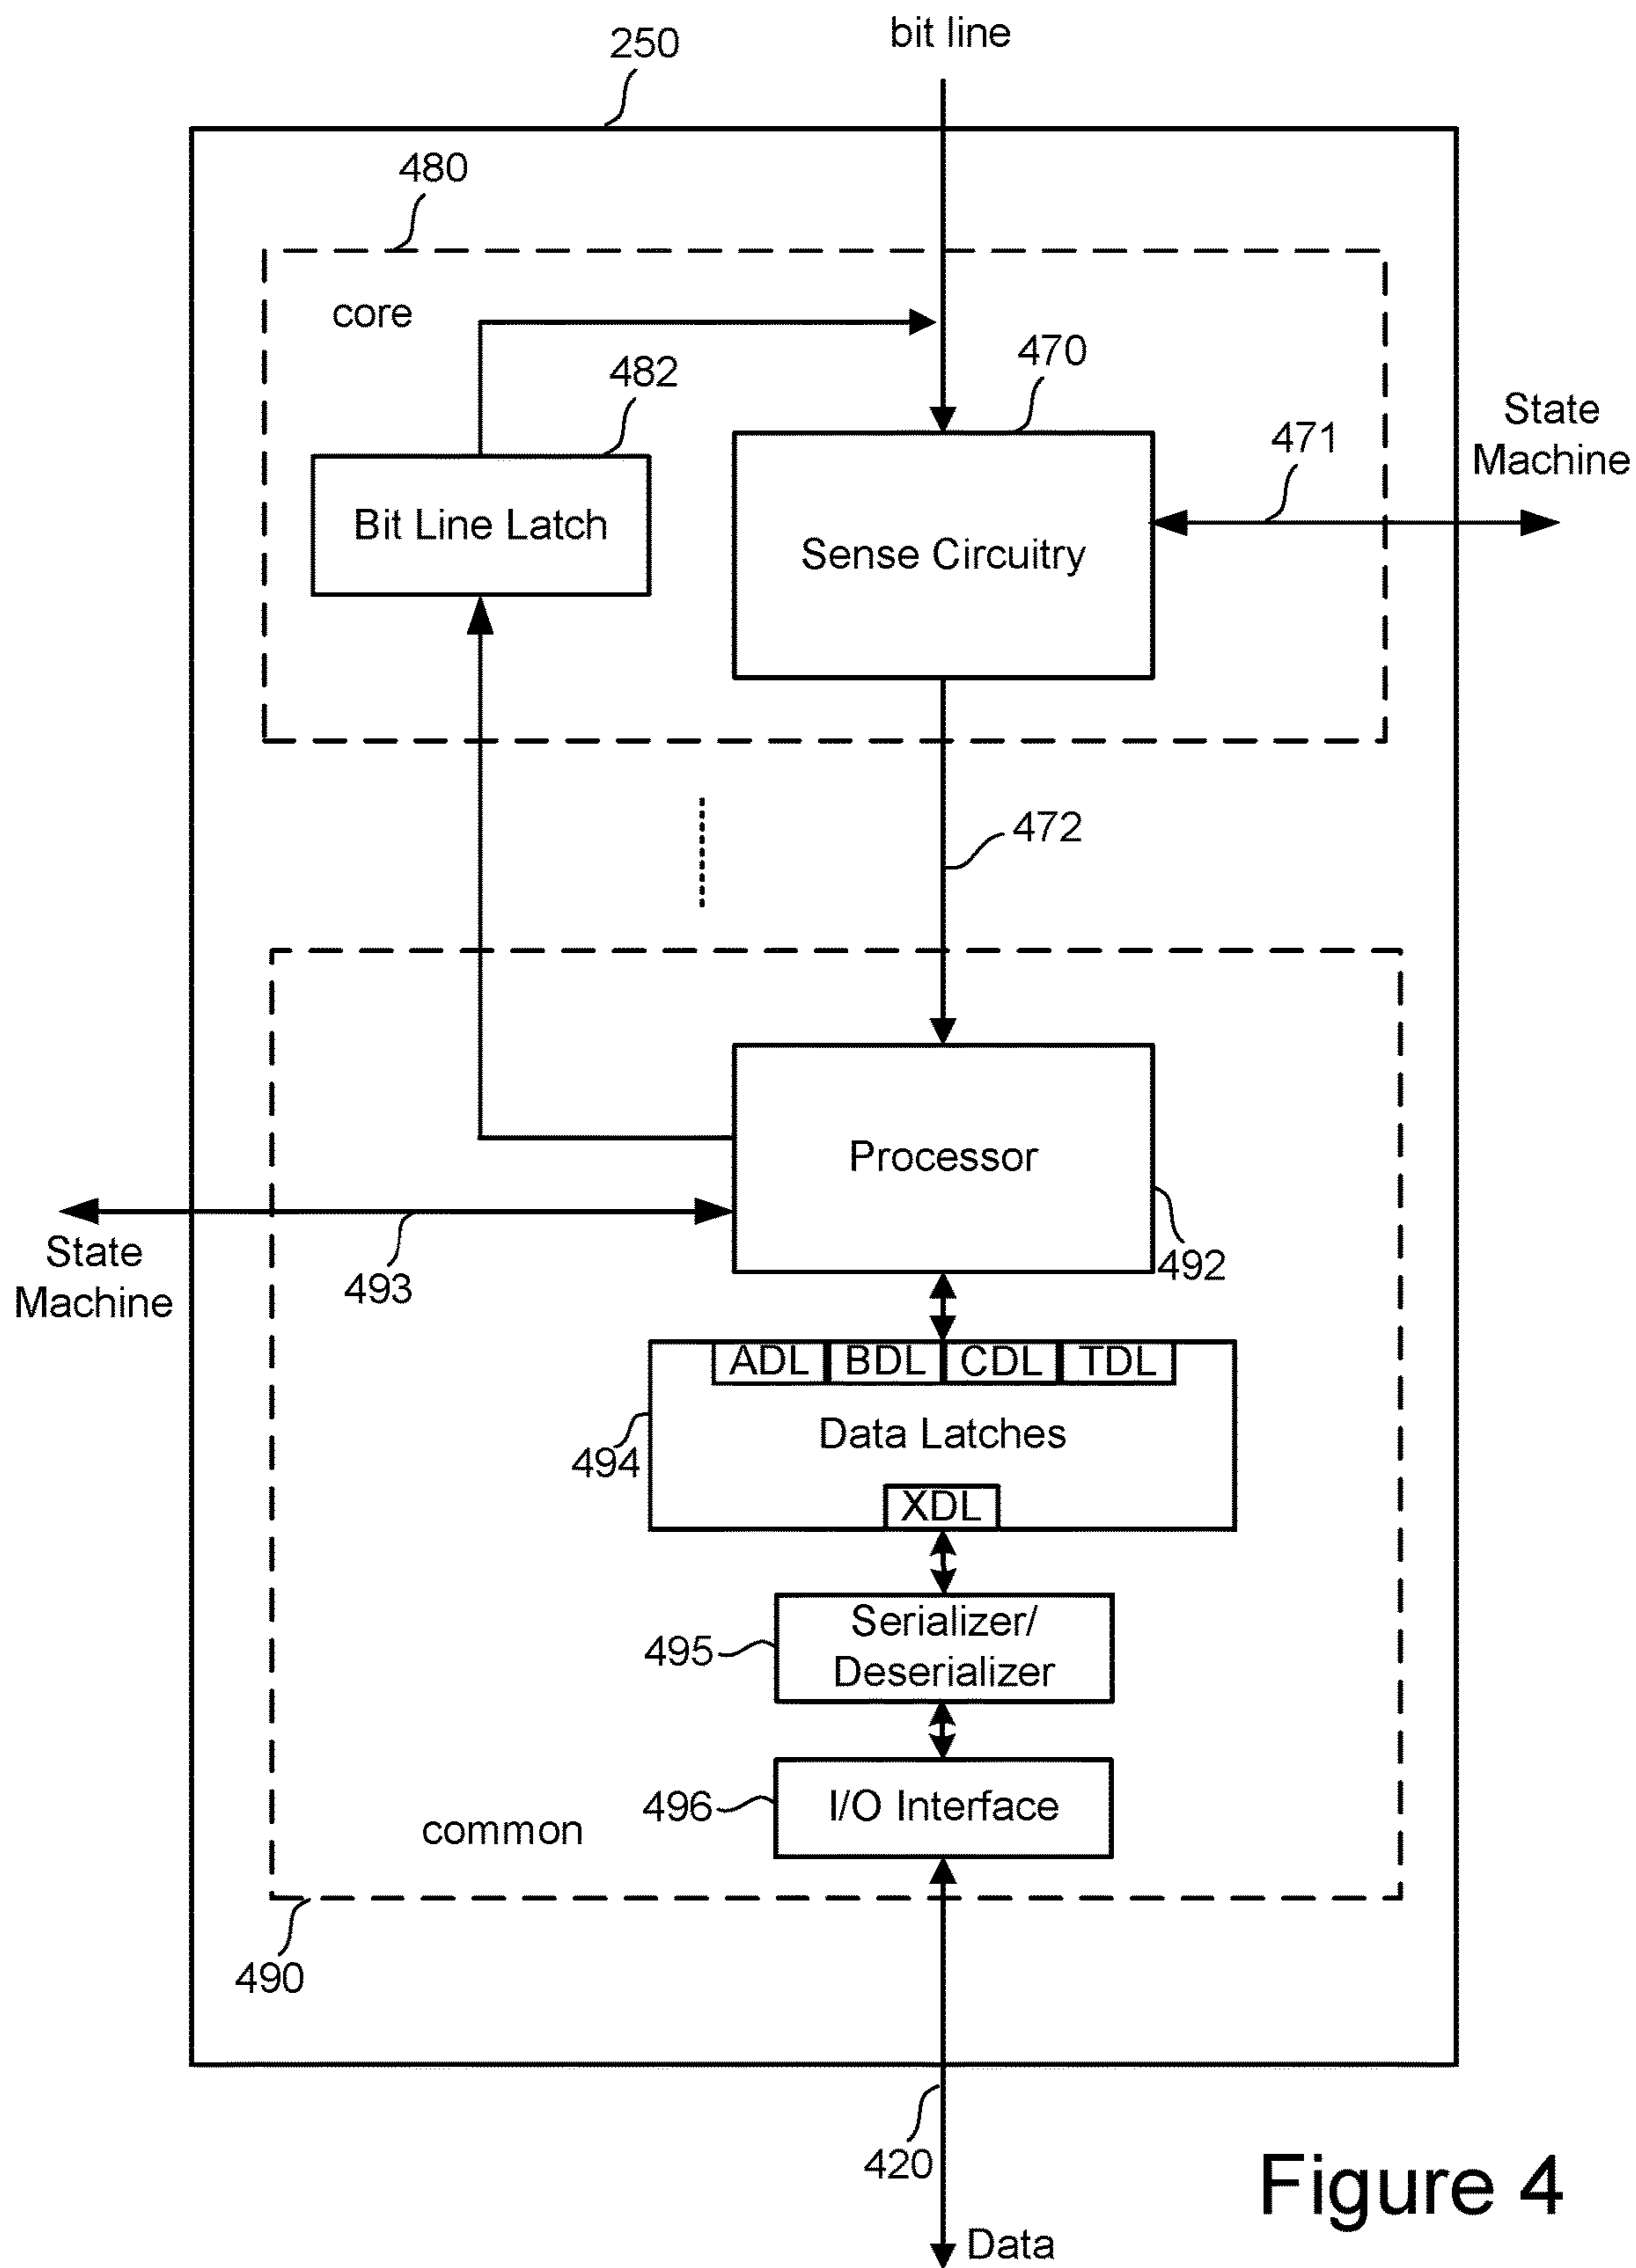 bit line
250
480
core
470
482
State
Machine
471
Bit Line Latch
Sense Circuitry
472
Processor
State
Machine
493
492
ADL BDL CDL TDL
Data Latches
494
XDL
Serializer/
Deserializer
495
I/O Interface
496
common
490
420
Data
Figure 4